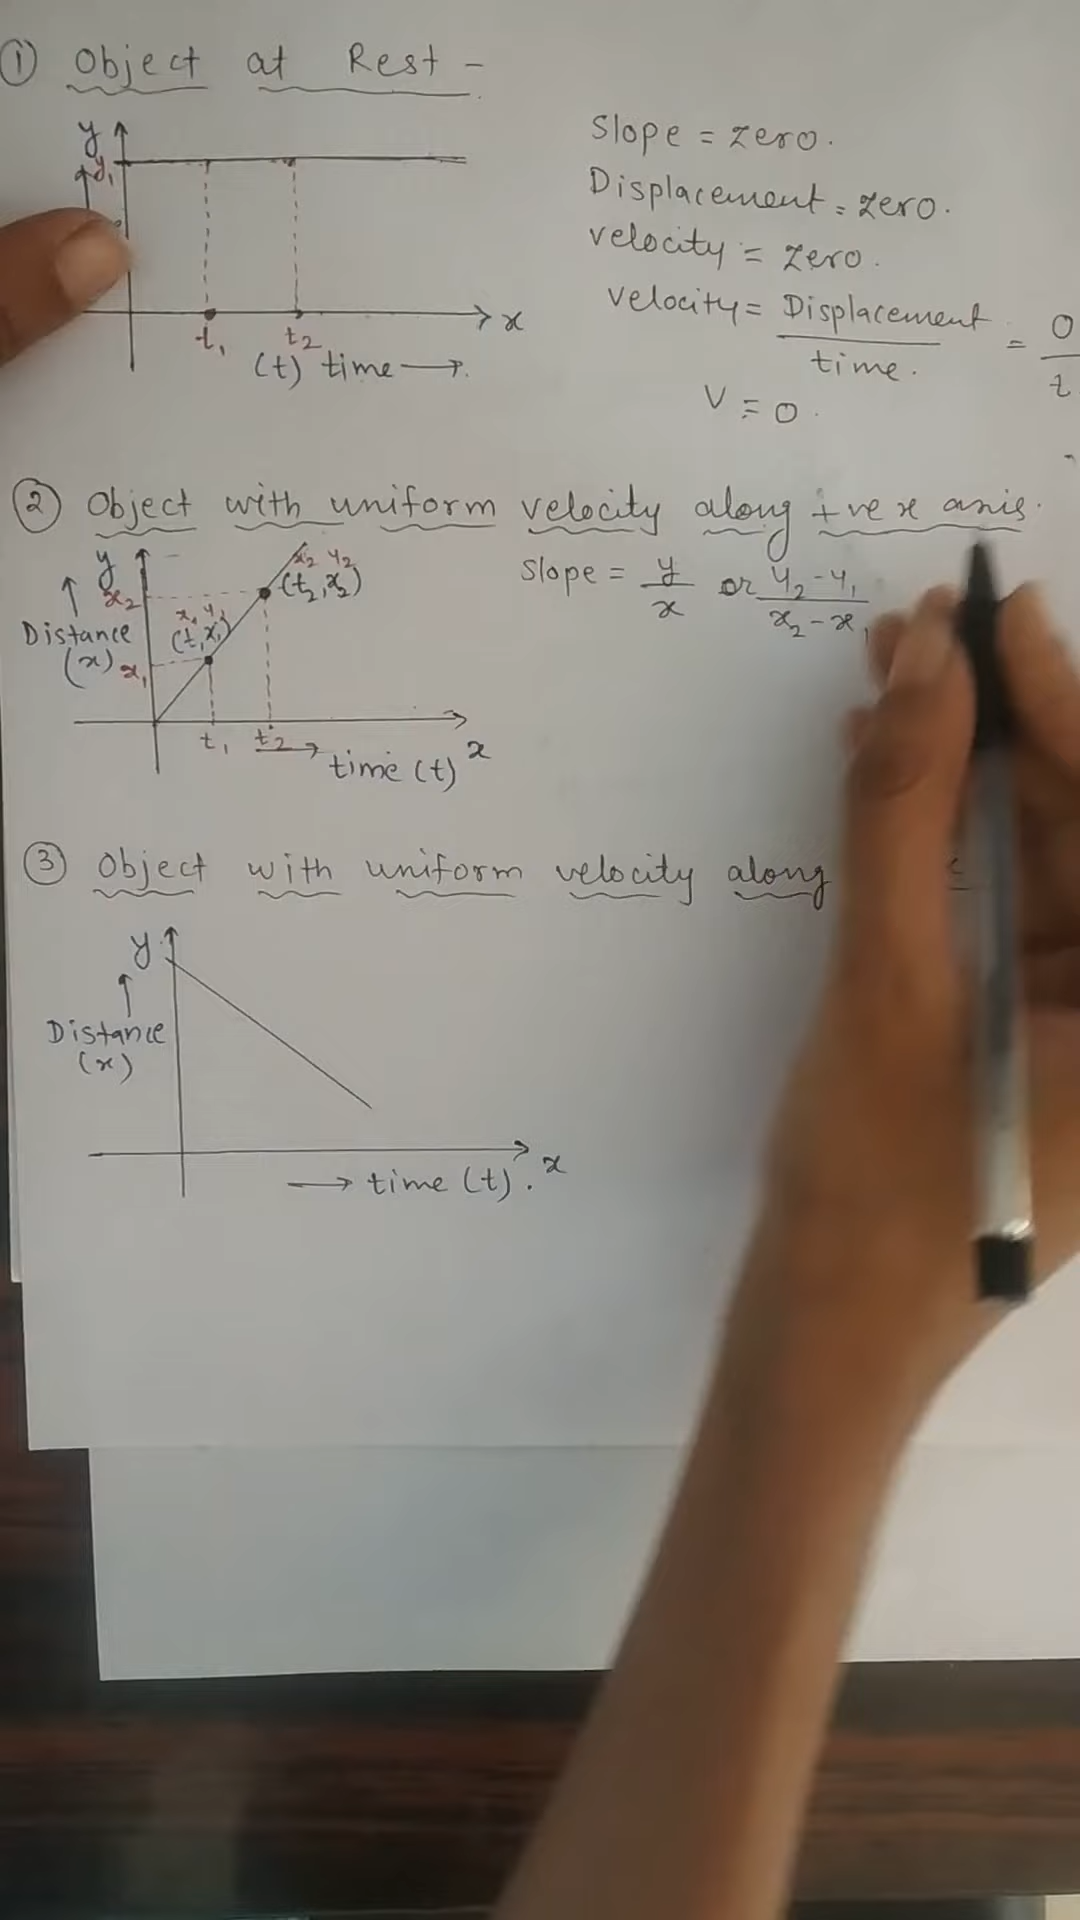 ① Object at Rest -
y
y₁
x
t₁ t₂
(t) time →
Slope = zero.
Displacement = zero.
velocity = zero.
velocity = Displacement / time. = 0 / t
V = 0.
② Object with uniform velocity along +ve x axis.
y
x₂
Distance
(x) x₁
x₂ y₂
(t₂, x₂)
x₁ y₁
(t₁, x₁)
t₁ t₂
time (t) x
Slope = y / x or y₂ - y₁ / x₂ - x₁
③ Object with uniform velocity along
y
Distance
(x)
→ time (t). x